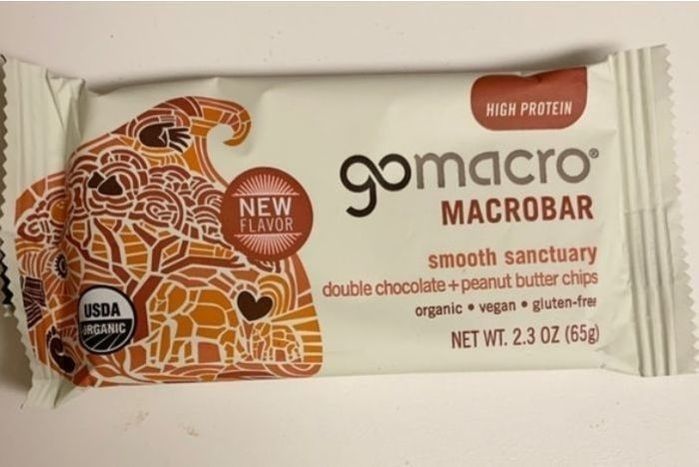 HIGH PROTEIN
gomacro®
MACROBAR
NEW
FLAVOR
smooth sanctuary
double chocolate + peanut butter chips
organic • vegan • gluten-free
NET WT. 2.3 OZ (65g)
USDA
ORGANIC